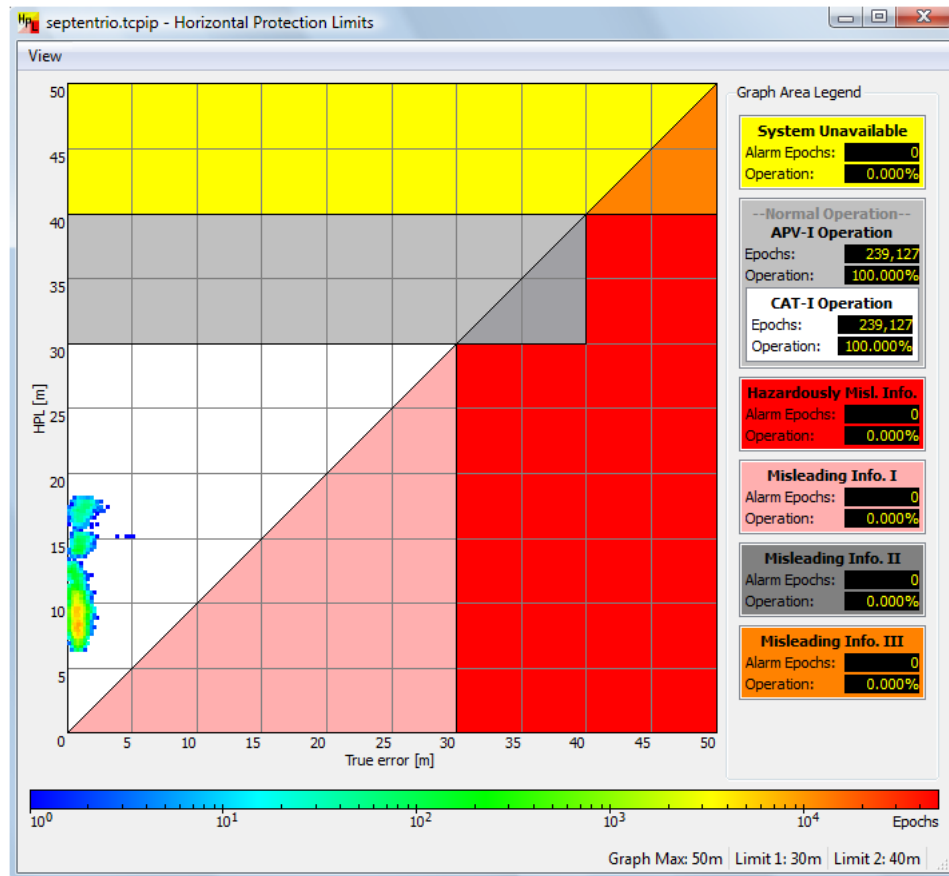 HPL septentrio.tcpip - Horizontal Protection Limits
View
50
45
40
35
30
25
20
15
10
5
HPL [m]
0 5 10 15 20 25 30 35 40 45 50
True error [m]
Graph Area Legend
System Unavailable
Alarm Epochs: 0
Operation: 0.000%
--Normal Operation--
APV-I Operation
Epochs: 239,127
Operation: 100.000%
CAT-I Operation
Epochs: 239,127
Operation: 100.000%
Hazardously Misl. Info.
Alarm Epochs: 0
Operation: 0.000%
Misleading Info. I
Alarm Epochs: 0
Operation: 0.000%
Misleading Info. II
Alarm Epochs: 0
Operation: 0.000%
Misleading Info. III
Alarm Epochs: 0
Operation: 0.000%
10⁰ 10¹ 10² 10³ 10⁴ Epochs
Graph Max: 50m Limit 1: 30m Limit 2: 40m